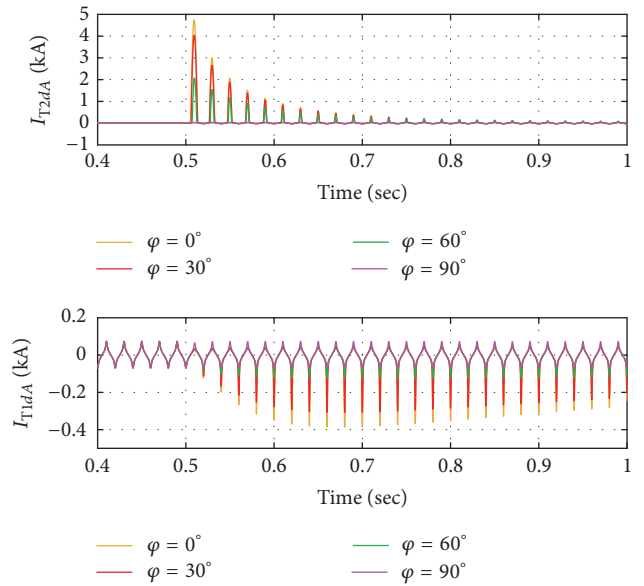 5
4
3
2
1
0
−1
I_T2dA (kA)
0.4 0.5 0.6 0.7 0.8 0.9 1
Time (sec)
φ = 0° φ = 60°
φ = 30° φ = 90°
0.2
0
−0.2
−0.4
I_T1dA (kA)
0.4 0.5 0.6 0.7 0.8 0.9 1
Time (sec)
φ = 0° φ = 60°
φ = 30° φ = 90°